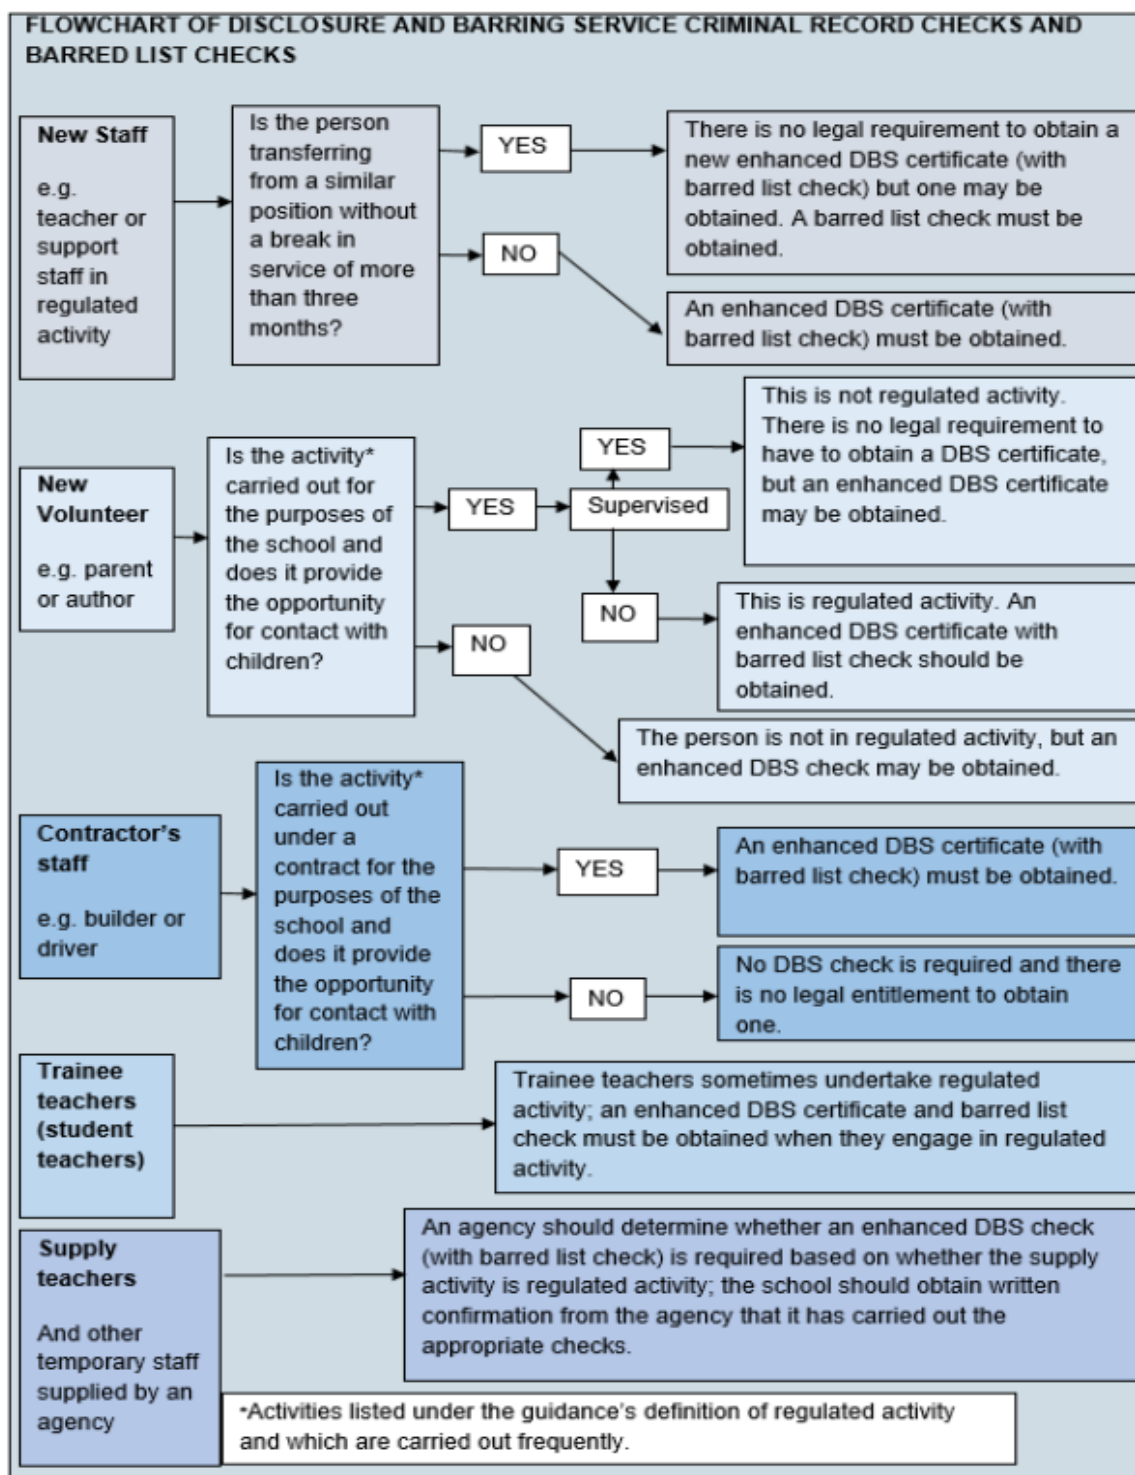 FLOWCHART OF DISCLOSURE AND BARRING SERVICE CRIMINAL RECORD CHECKS AND
BARRED LIST CHECKS
New Staff
e.g.
teacher or
support
staff in
regulated
activity
Is the person
transferring
from a similar
position without
a break in
service of more
than three
months?
YES
There is no legal requirement to obtain a
new enhanced DBS certificate (with
barred list check) but one may be
obtained. A barred list check must be
obtained.
NO
An enhanced DBS certificate (with
barred list check) must be obtained.
New
Volunteer
e.g. parent
or author
Is the activity*
carried out for
the purposes of
the school and
does it provide
the opportunity
for contact with
children?
YES
Supervised
YES
This is not regulated activity.
There is no legal requirement to
have to obtain a DBS certificate,
but an enhanced DBS certificate
may be obtained.
NO
This is regulated activity. An
enhanced DBS certificate with
barred list check should be
obtained.
NO
The person is not in regulated activity, but an
enhanced DBS check may be obtained.
Contractor's
staff
e.g. builder or
driver
Is the activity*
carried out
under a
contract for the
purposes of the
school and
does it provide
the opportunity
for contact with
children?
YES
An enhanced DBS certificate (with
barred list check) must be obtained.
NO
No DBS check is required and there
is no legal entitlement to obtain
one.
Trainee
teachers
(student
teachers)
Trainee teachers sometimes undertake regulated
activity; an enhanced DBS certificate and barred list
check must be obtained when they engage in regulated
activity.
Supply
teachers
And other
temporary staff
supplied by an
agency
An agency should determine whether an enhanced DBS check
(with barred list check) is required based on whether the supply
activity is regulated activity; the school should obtain written
confirmation from the agency that it has carried out the
appropriate checks.
*Activities listed under the guidance's definition of regulated activity
and which are carried out frequently.